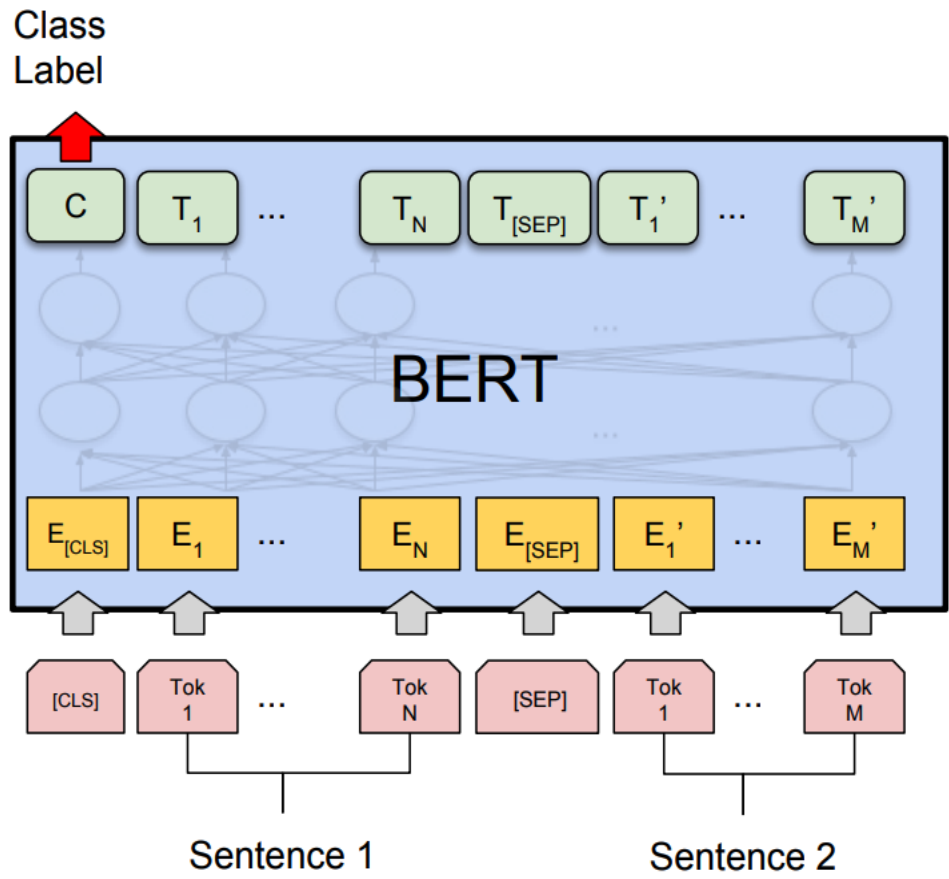 Class
Label
C T1 ... TN T[SEP] T1’ ... TM’
...
BERT
...
E[CLS] E1 ... EN E[SEP] E1’ ... EM’
[CLS] Tok 1 ... Tok N [SEP] Tok 1 ... Tok M
Sentence 1 Sentence 2